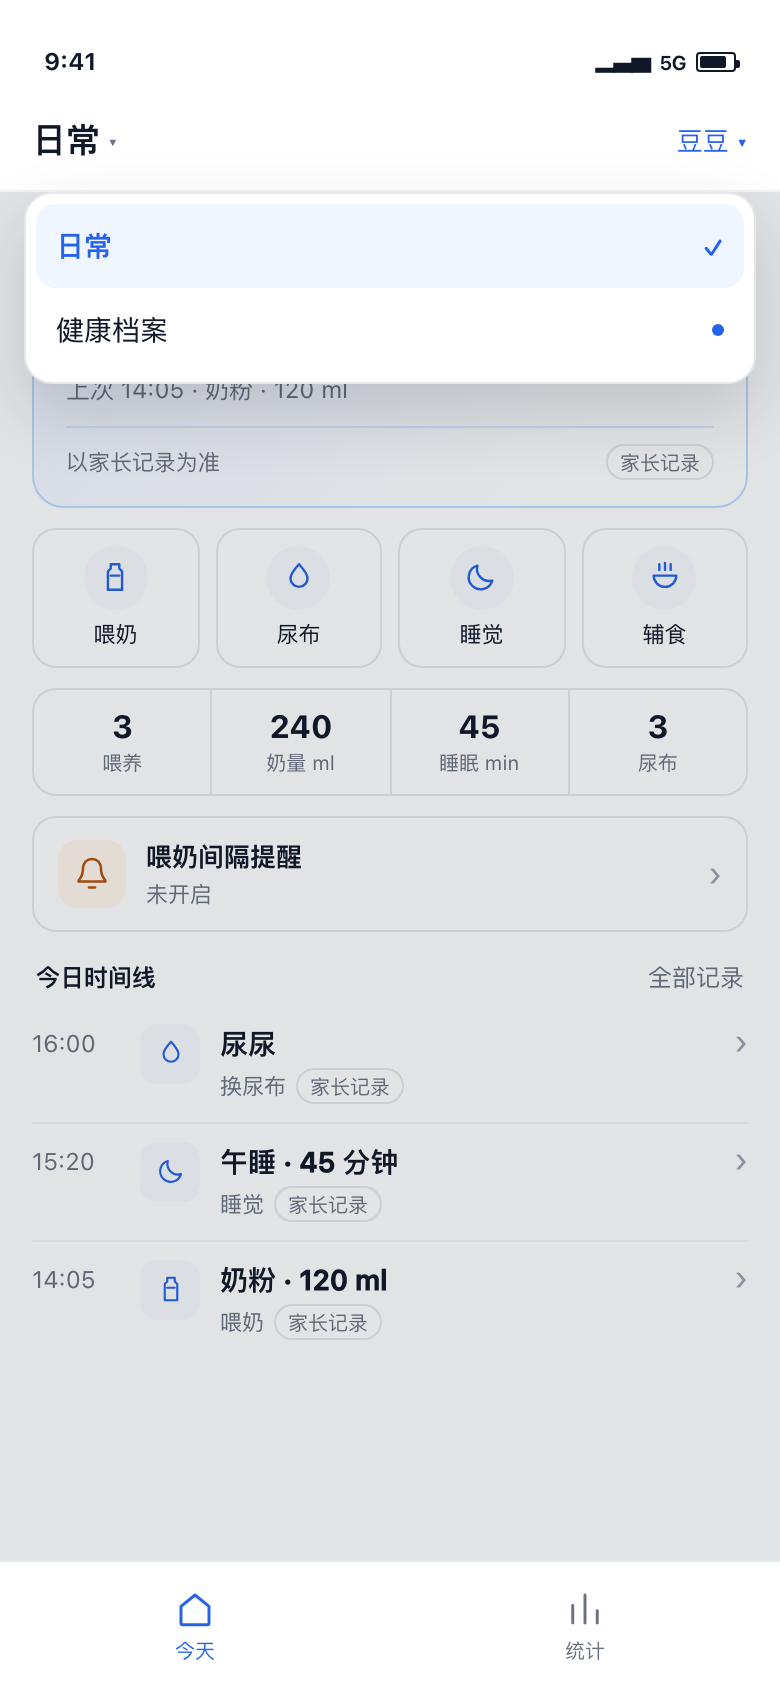 9:41
5G
日常
豆豆
日常
健康档案
上次 14:05 · 奶粉 · 120 ml
以家长记录为准
家长记录
喂奶
尿布
睡觉
辅食
3
240
45
3
喂养
奶量 ml
睡眠 min
尿布
喂奶间隔提醒
未开启
今日时间线
全部记录
16:00
尿尿
换尿布
家长记录
15:20
午睡 · 45 分钟
睡觉
家长记录
14:05
奶粉 · 120 ml
喂奶
家长记录
今天
统计